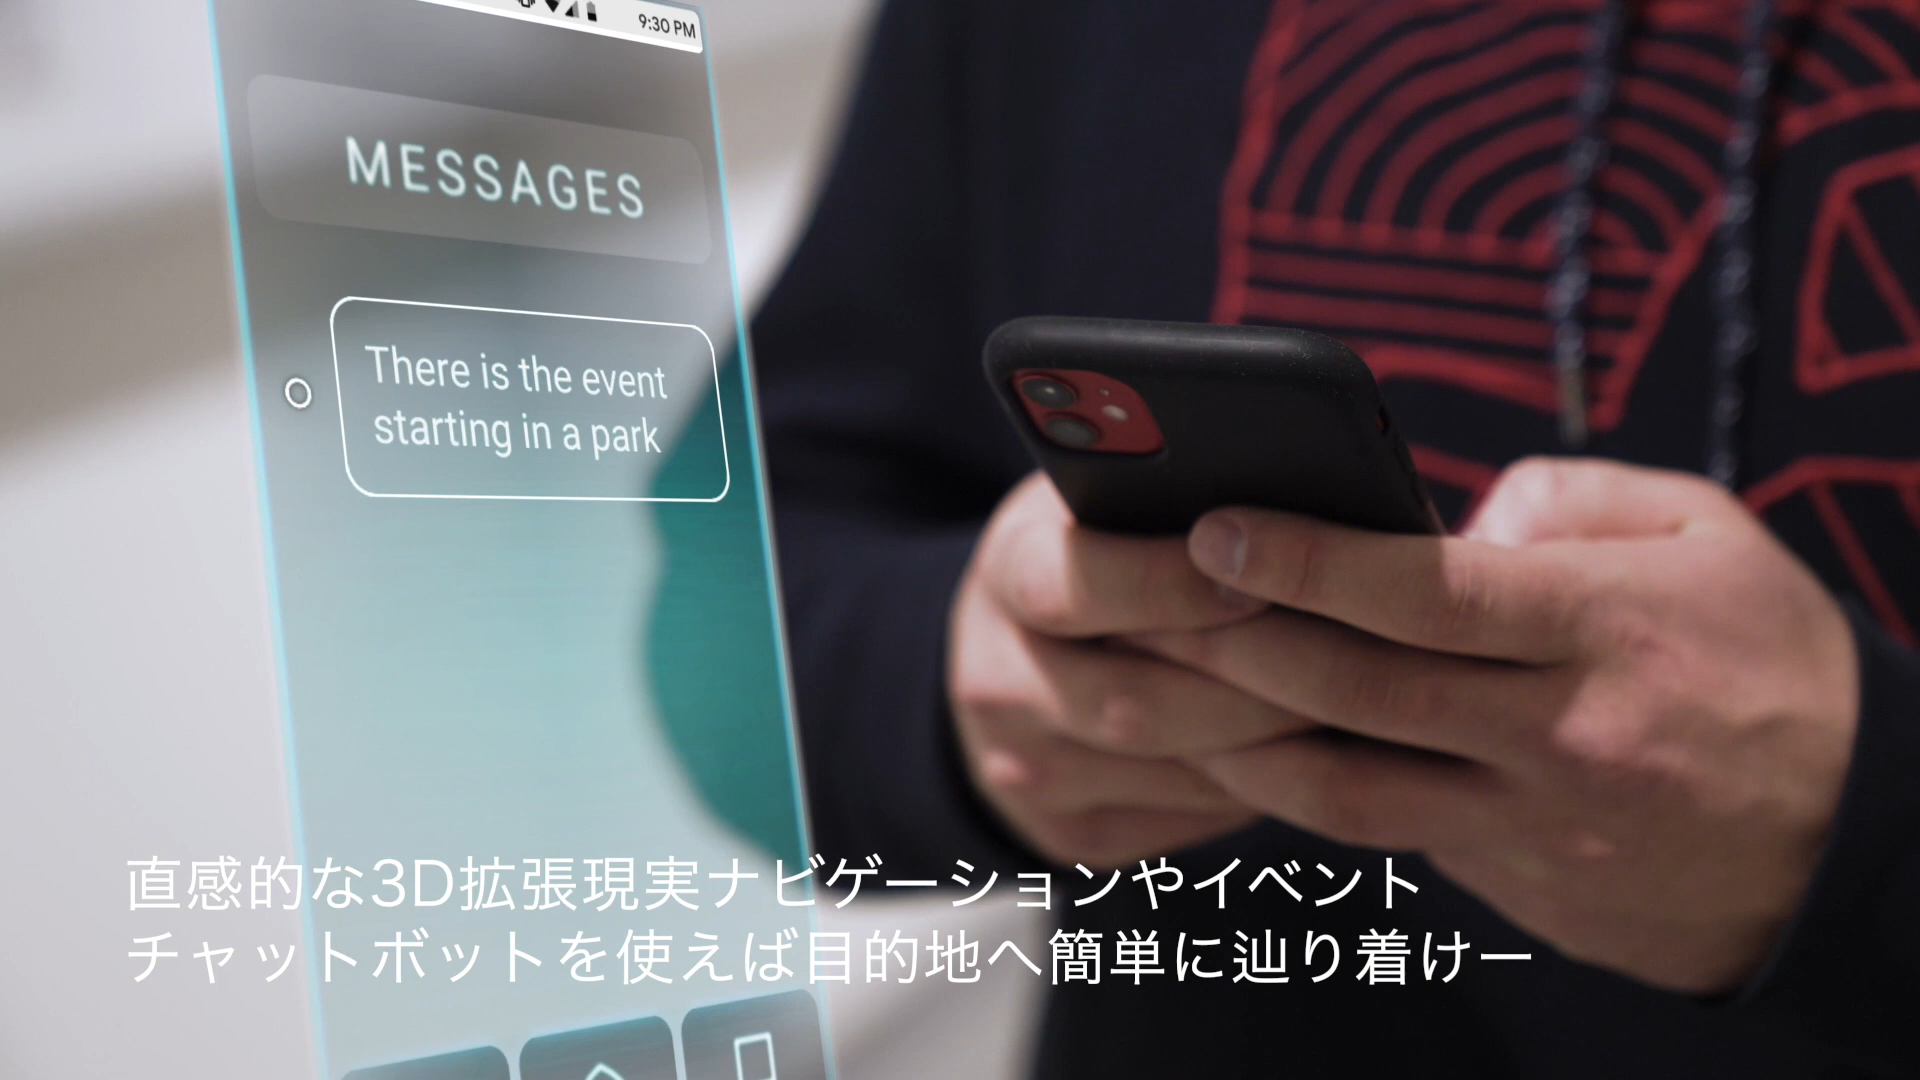 9:30 PM
MESSAGES
There is the event
starting in a park
直感的な3D拡張現実ナビゲーションやイベント
チャットボットを使えば目的地へ簡単に辿り着けー